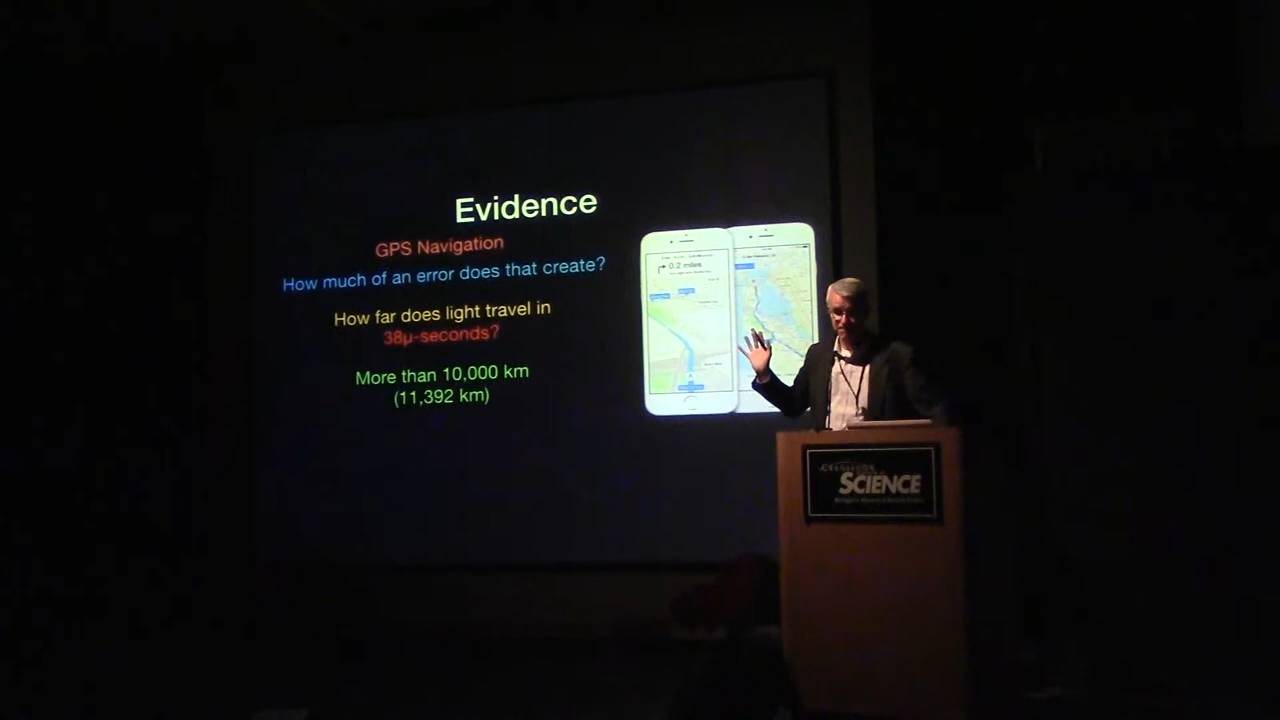 Evidence
GPS Navigation
How much of an error does that create?
How far does light travel in
38µ-seconds?
More than 10,000 km
(11,392 km)
0.2 miles
SCIENCE